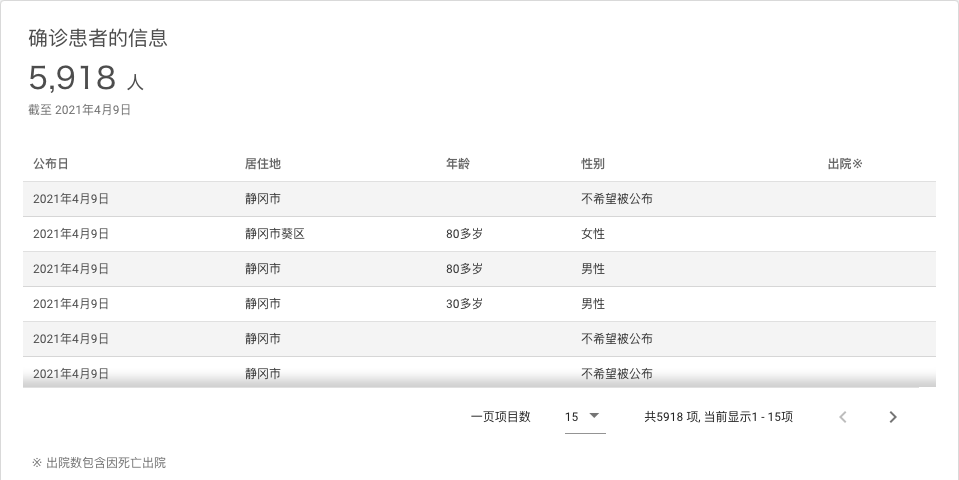 确诊患者的信息
5,918 人
截至 2021年4月9日
公布日 居住地 年龄 性别 出院※
2021年4月9日 静冈市 不希望被公布
2021年4月9日 静冈市葵区 80多岁 女性
2021年4月9日 静冈市 80多岁 男性
2021年4月9日 静冈市 30多岁 男性
2021年4月9日 静冈市 不希望被公布
2021年4月9日 静冈市 不希望被公布
一页项目数 15 共5918 项, 当前显示1 - 15项
※ 出院数包含因死亡出院